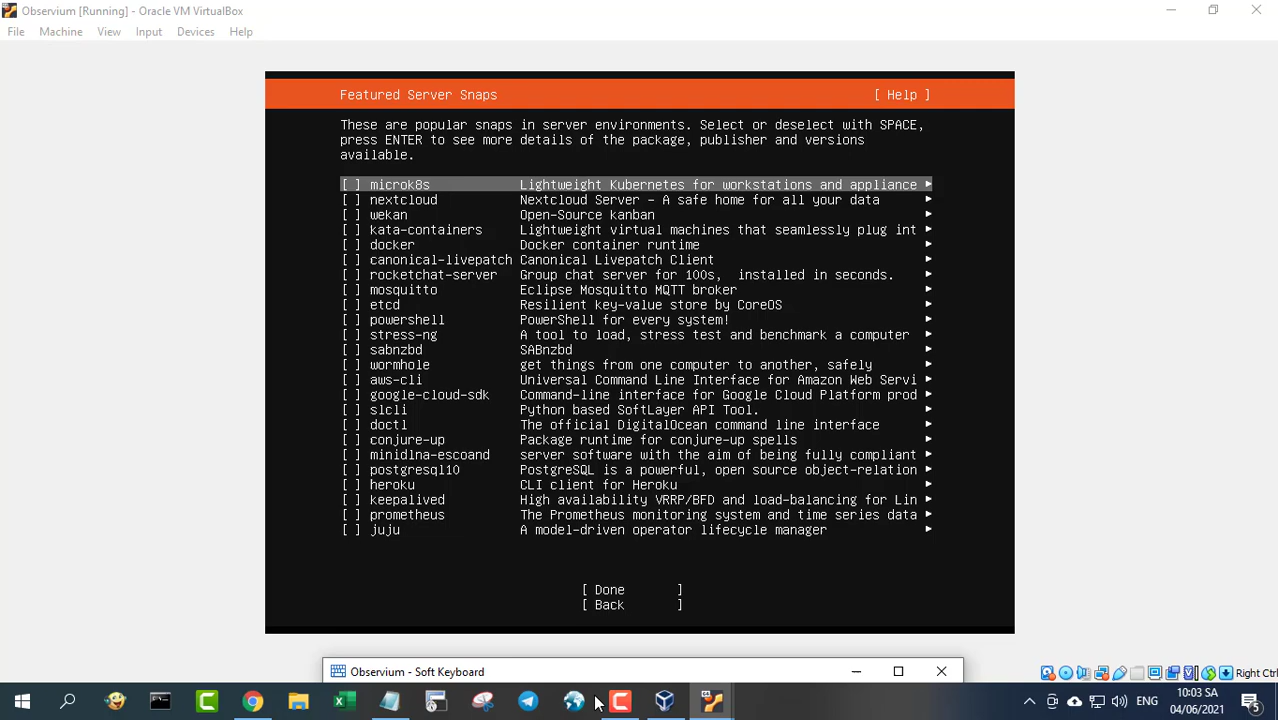 Observium [Running] - Oracle VM VirtualBox
File Machine View Input Devices Help
Featured Server Snaps [ Help ]
These are popular snaps in server environments. Select or deselect with SPACE,
press ENTER to see more details of the package, publisher and versions
available.
[ ] microk8s Lightweight Kubernetes for workstations and appliance
[ ] nextcloud Nextcloud Server - A safe home for all your data
[ ] wekan Open-Source kanban
[ ] kata-containers Lightweight virtual machines that seamlessly plug int
[ ] docker Docker container runtime
[ ] canonical-livepatch Canonical Livepatch Client
[ ] rocketchat-server Group chat server for 100s, installed in seconds.
[ ] mosquitto Eclipse Mosquitto MQTT broker
[ ] etcd Resilient key-value store by CoreOS
[ ] powershell PowerShell for every system!
[ ] stress-ng A tool to load, stress test and benchmark a computer
[ ] sabnzbd SABnzbd
[ ] wormhole get things from one computer to another, safely
[ ] aws-cli Universal Command Line Interface for Amazon Web Servi
[ ] google-cloud-sdk Command-line interface for Google Cloud Platform prod
[ ] slcli Python based SoftLayer API Tool.
[ ] doctl The official DigitalOcean command line interface
[ ] conjure-up Package runtime for conjure-up spells
[ ] minidlna-escoand server software with the aim of being fully compliant
[ ] postgresql10 PostgreSQL is a powerful, open source object-relation
[ ] heroku CLI client for Heroku
[ ] keepalived High availability VRRP/BFD and load-balancing for Lin
[ ] prometheus The Prometheus monitoring system and time series data
[ ] juju A model-driven operator lifecycle manager
[ Done ]
[ Back ]
Observium - Soft Keyboard
Right Ctrl
ENG
10:03 SA
04/06/2021
5